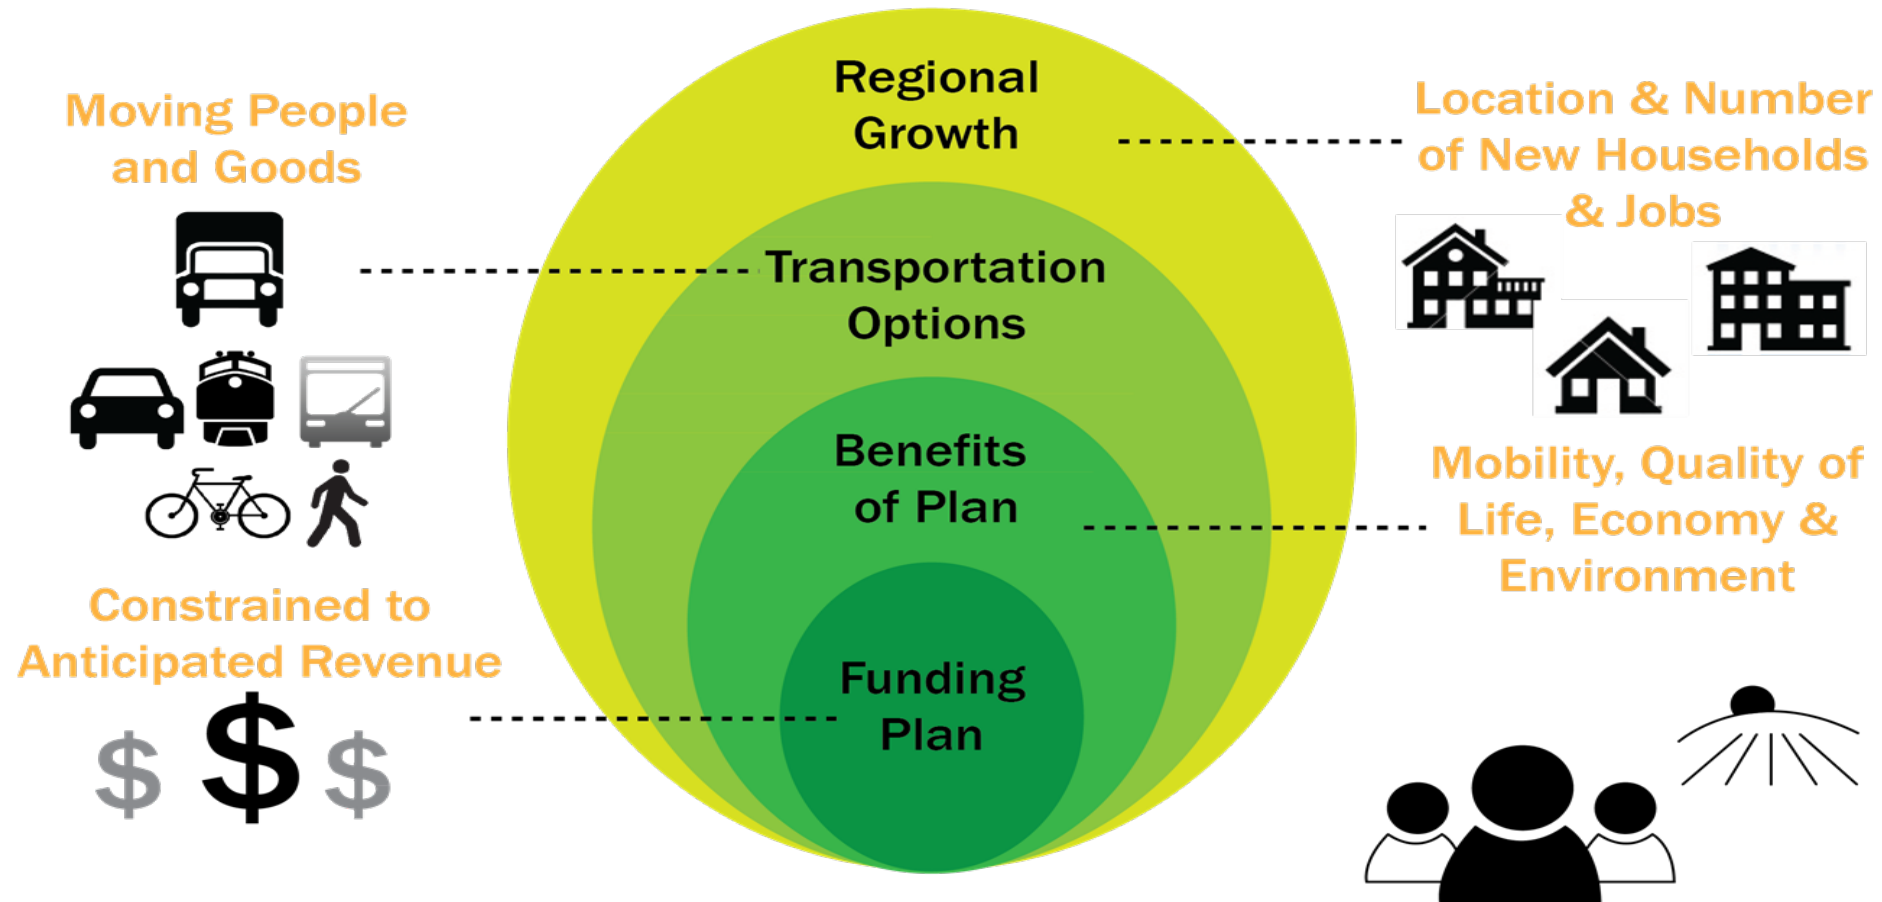 Regional
Growth
Transportation
Options
Benefits
of Plan
Funding
Plan
Moving People
and Goods
Constrained to
Anticipated Revenue
$ $ $
Location & Number
of New Households
& Jobs
Mobility, Quality of
Life, Economy &
Environment